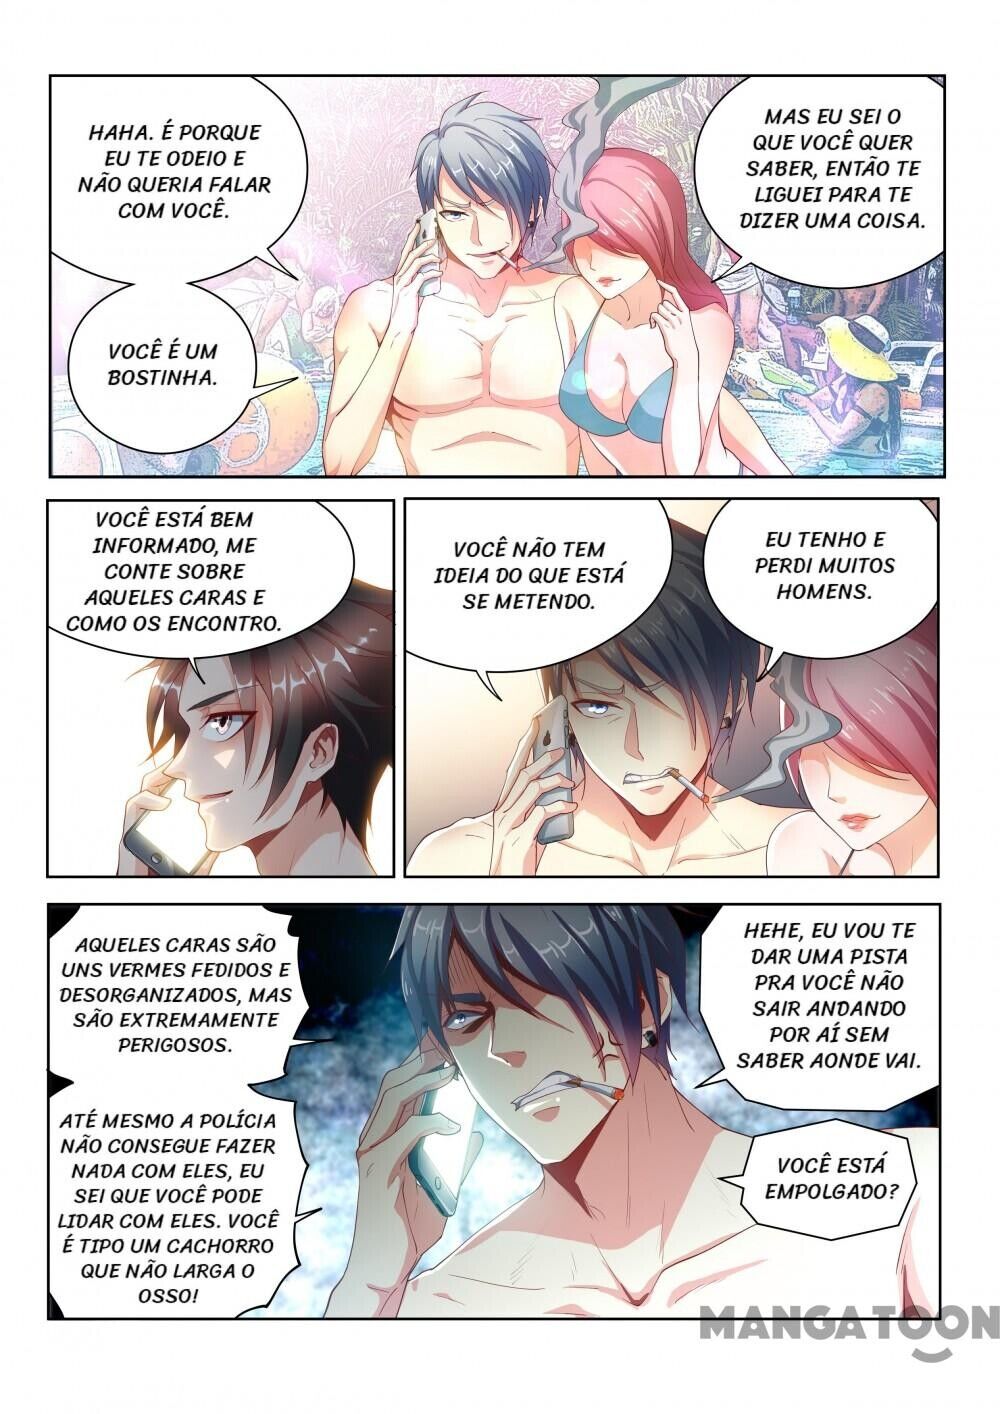 HAHA. É PORQUE
EU TE ODEIO E
NÃO QUERIA FALAR
COM VOCÊ.
MAS EU SEI O
QUE VOCÊ QUER
SABER, ENTÃO TE
LIGUEI PARA TE
DIZER UMA COISA.
VOCÊ É UM
BOSTINHA.
VOCÊ ESTÁ BEM
INFORMADO, ME
CONTE SOBRE
AQUELES CARAS E
COMO OS ENCONTRO.
VOCÊ NÃO TEM
IDEIA DO QUE ESTÁ
SE METENDO.
EU TENHO E
PERDI MUITOS
HOMENS.
AQUELES CARAS SÃO
UNS VERMES FEDIDOS E
DESORGANIZADOS, MAS
SÃO EXTREMAMENTE
PERIGOSOS.
ATÉ MESMO A POLÍCIA
NÃO CONSEGUE FAZER
NADA COM ELES, EU
SEI QUE VOCÊ PODE
LIDAR COM ELES. VOCÊ
É TIPO UM CACHORRO
QUE NÃO LARGA O
OSSO!
HEHE, EU VOU TE
DAR UMA PISTA
PRA VOCÊ NÃO
SAIR ANDANDO
POR AÍ SEM
SABER AONDE VAI.
VOCÊ ESTÁ
EMPOLGADO?
MANGATOON